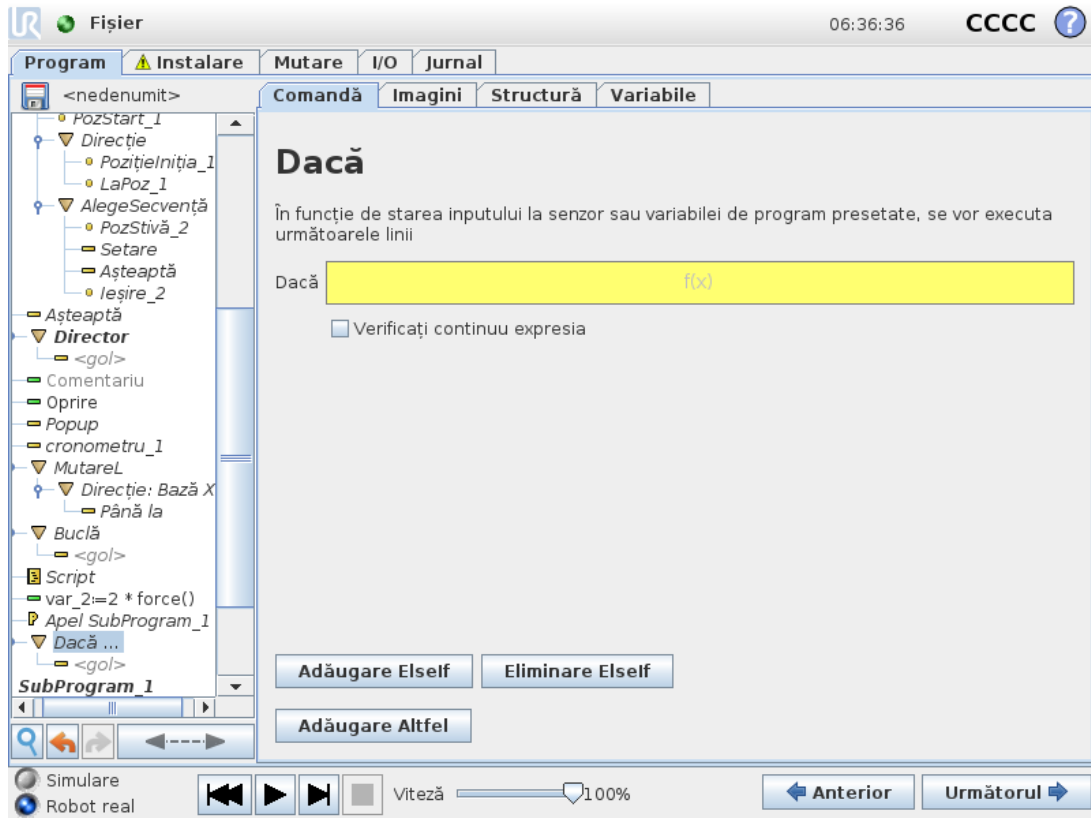 UR Fișier 06:36:36 CCCC ?
Program Instalare Mutare I/O Jurnal
<nedenumit>
Comandă Imagini Structură Variabile
PozStart_1
Direcție
PozițieIniția_1
LaPoz_1
AlegeSecvență
PozStivă_2
Setare
Așteaptă
Ieșire_2
Așteaptă
Director
<gol>
Comentariu
Oprire
Popup
cronometru_1
MutareL
Direcție: Bază X
Până la
Buclă
<gol>
Script
var_2:=2 * force()
Apel SubProgram_1
Dacă ...
<gol>
SubProgram_1
Dacă
În funcție de starea inputului la senzor sau variabilei de program presetate, se vor executa
următoarele linii
Dacă f(x)
Verificați continuu expresia
Adăugare ElseIf Eliminare ElseIf
Adăugare Altfel
Simulare
Robot real
Viteză 100%
Anterior Următorul